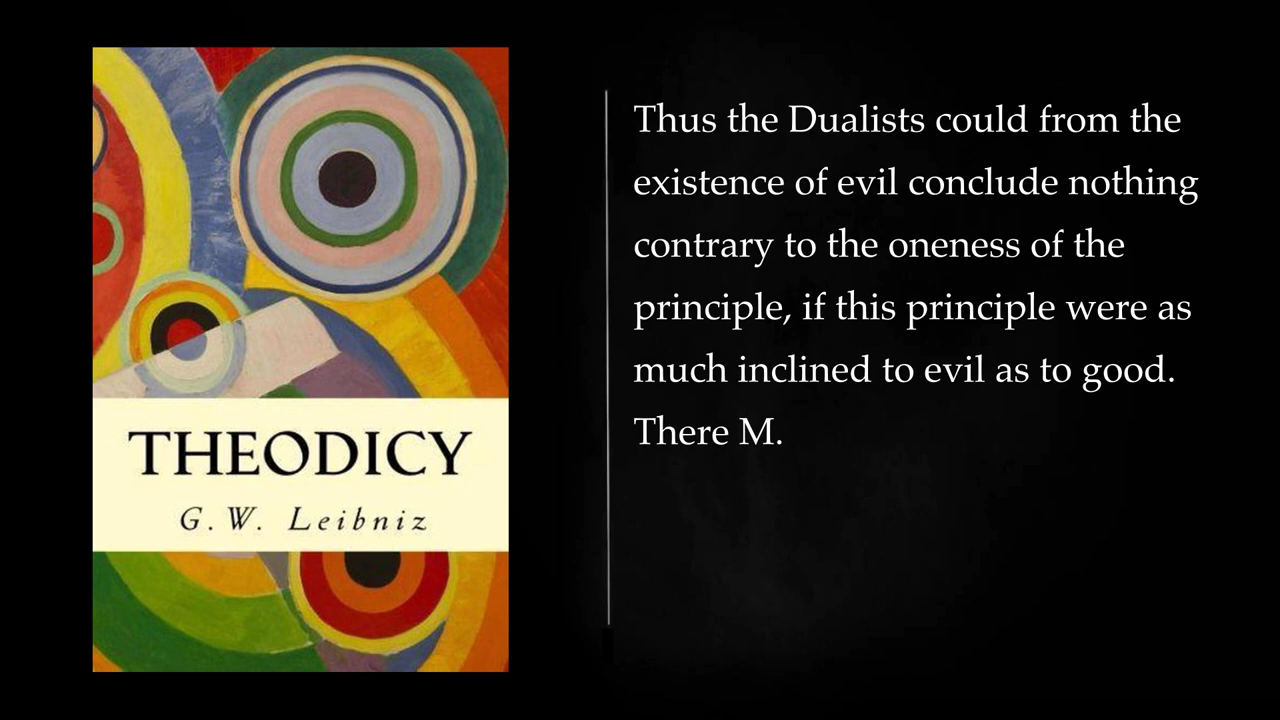 THEODICY
G. W. Leibniz
Thus the Dualists could from the
existence of evil conclude nothing
contrary to the oneness of the
principle, if this principle were as
much inclined to evil as to good.
There M.